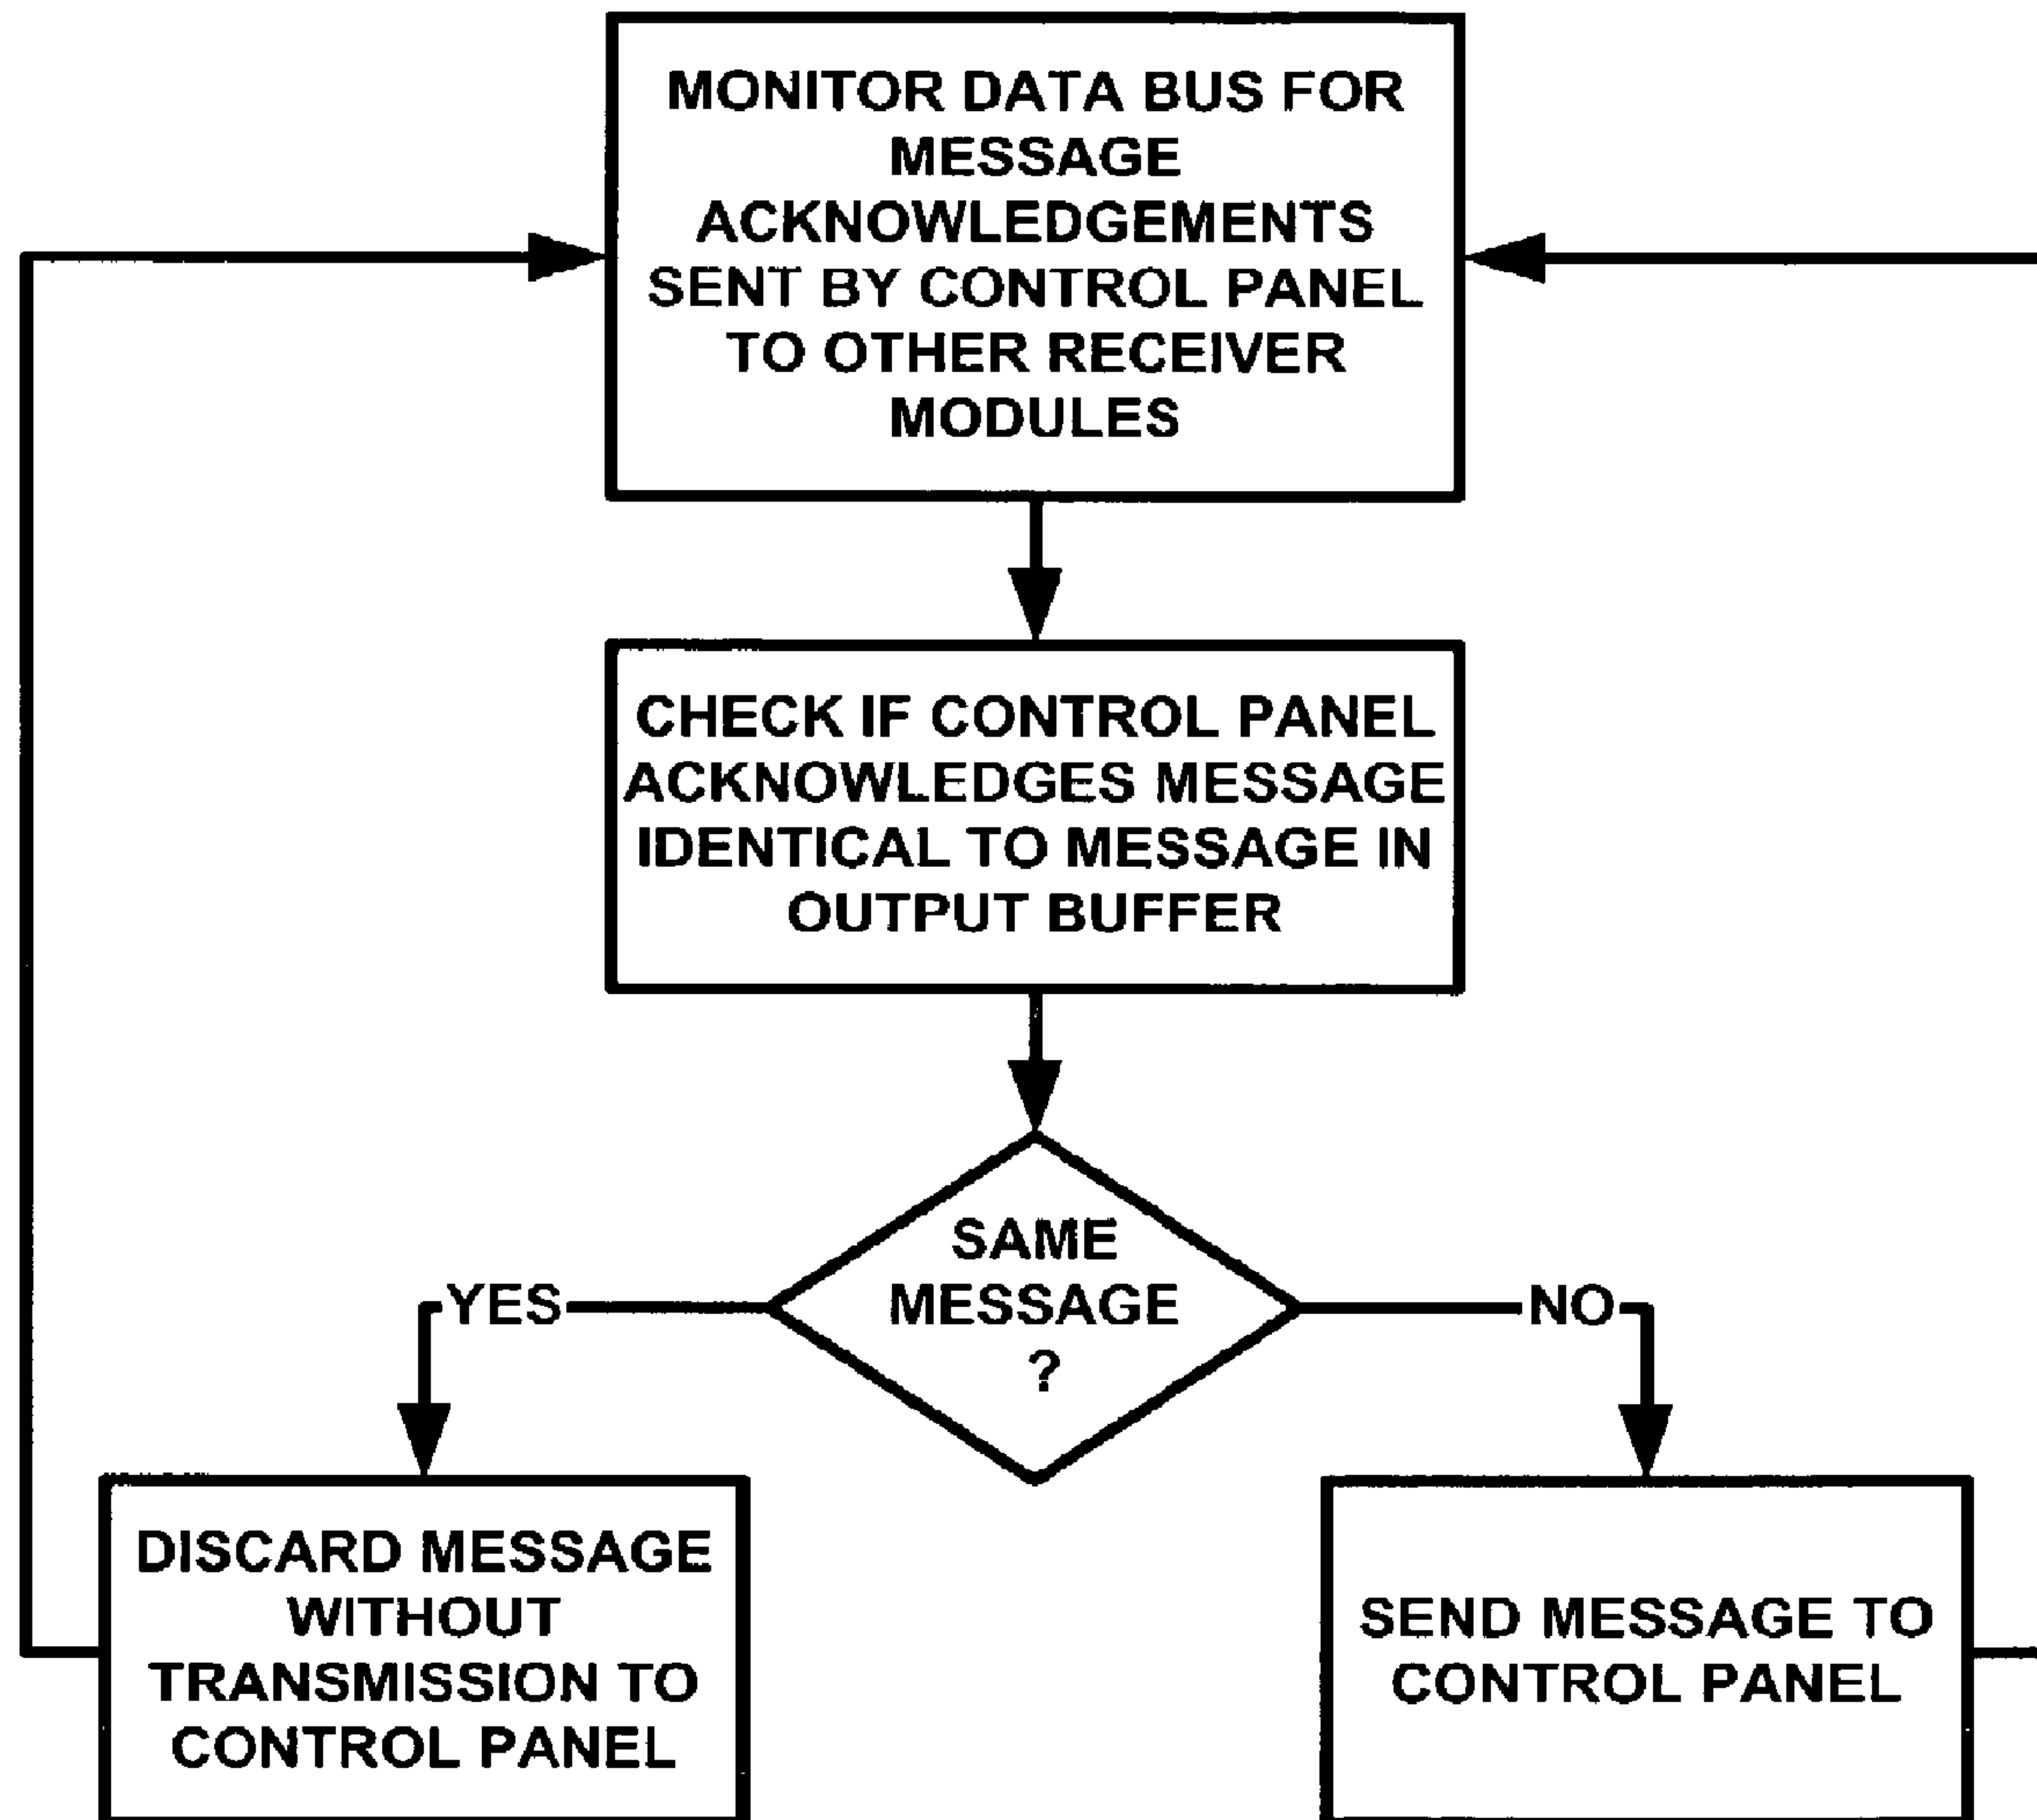 MONITOR DATA BUS FOR
MESSAGE
ACKNOWLEDGEMENTS
SENT BY CONTROL PANEL
TO OTHER RECEIVER
MODULES
CHECK IF CONTROL PANEL
ACKNOWLEDGES MESSAGE
IDENTICAL TO MESSAGE IN
OUTPUT BUFFER
SAME
MESSAGE
?
YES
NO
DISCARD MESSAGE
WITHOUT
TRANSMISSION TO
CONTROL PANEL
SEND MESSAGE TO
CONTROL PANEL